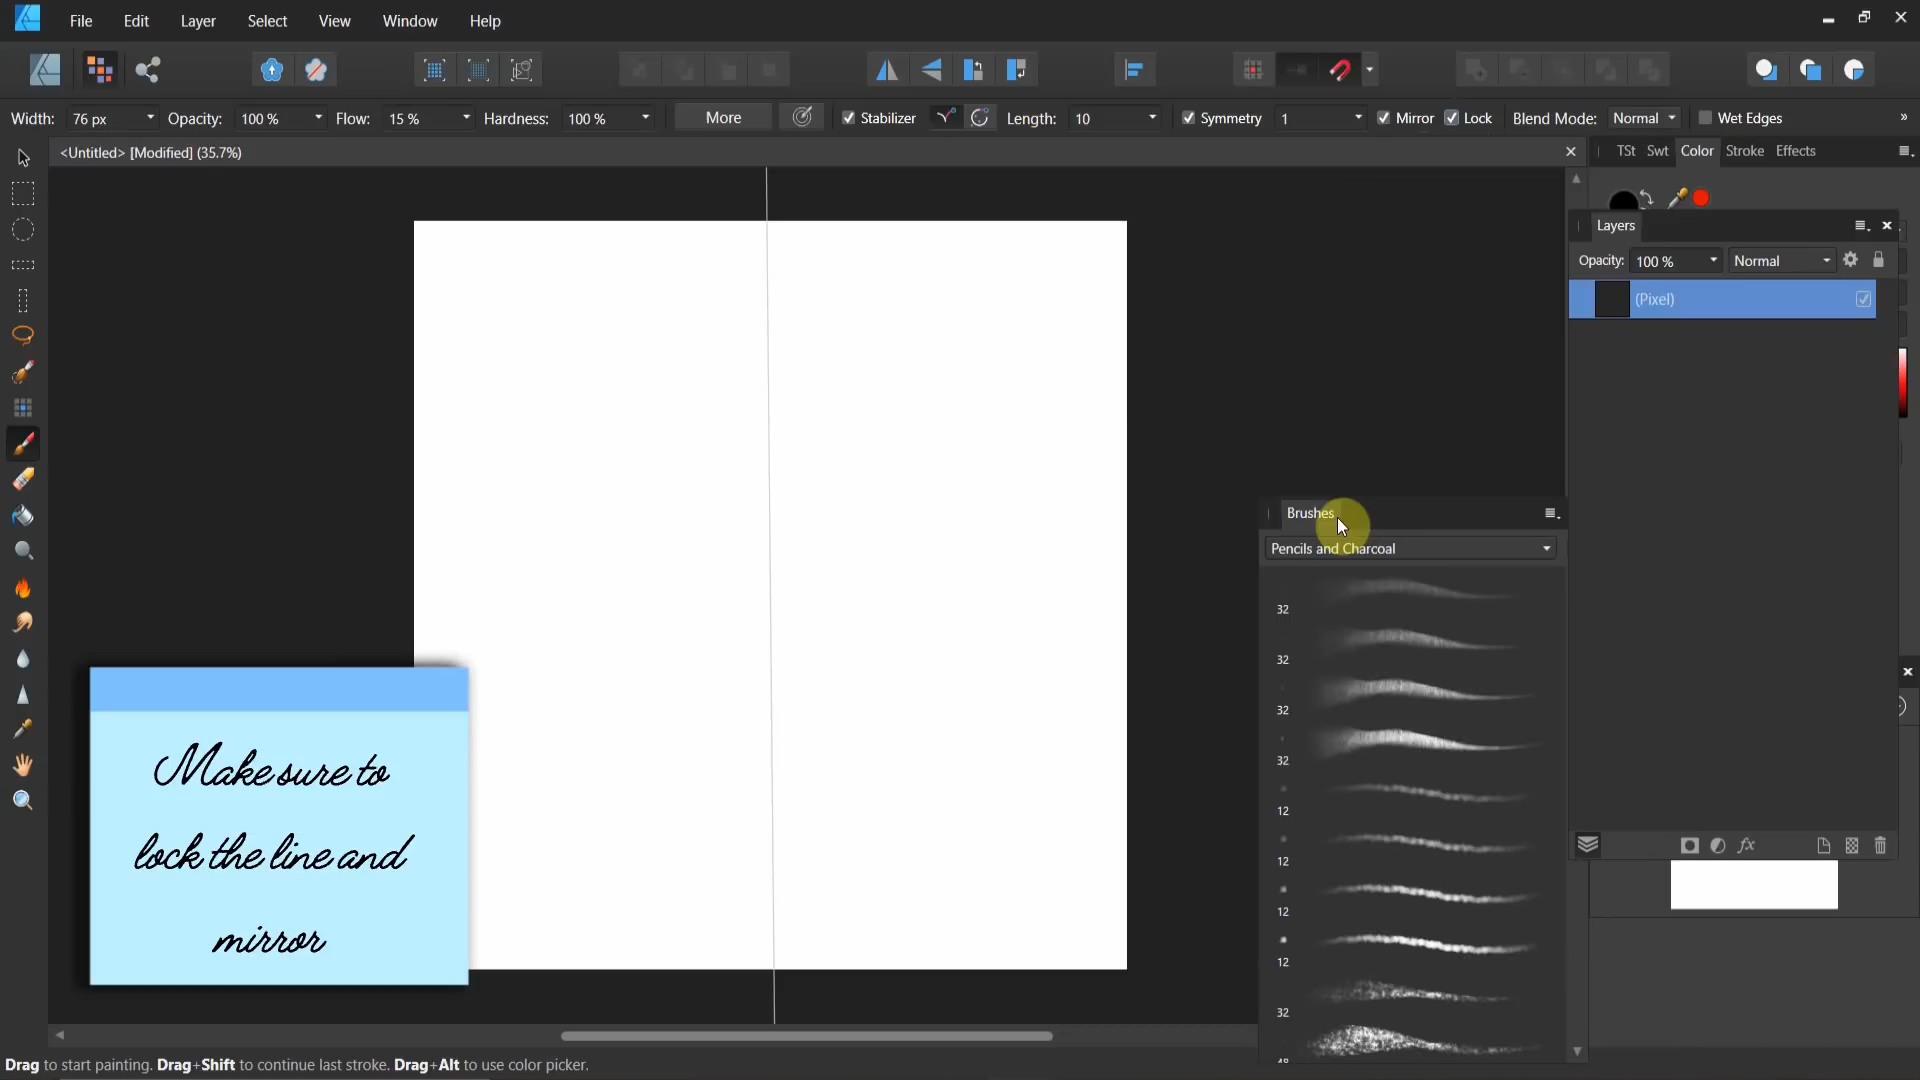 File Edit Layer Select View Window Help
Width: 76 px Opacity: 100 % Flow: 15 % Hardness: 100 % More Stabilizer Length: 10 Symmetry 1 Mirror Lock Blend Mode: Normal Wet Edges »
<Untitled> [Modified] (35.7%)
TSt Swt Color Stroke Effects
Layers
Opacity: 100 % Normal
(Pixel)
Brushes
Pencils and Charcoal
32
32
32
32
12
12
12
12
32
48
Make sure to
lock the line and
mirror
fx
Drag to start painting. Drag+Shift to continue last stroke. Drag+Alt to use color picker.